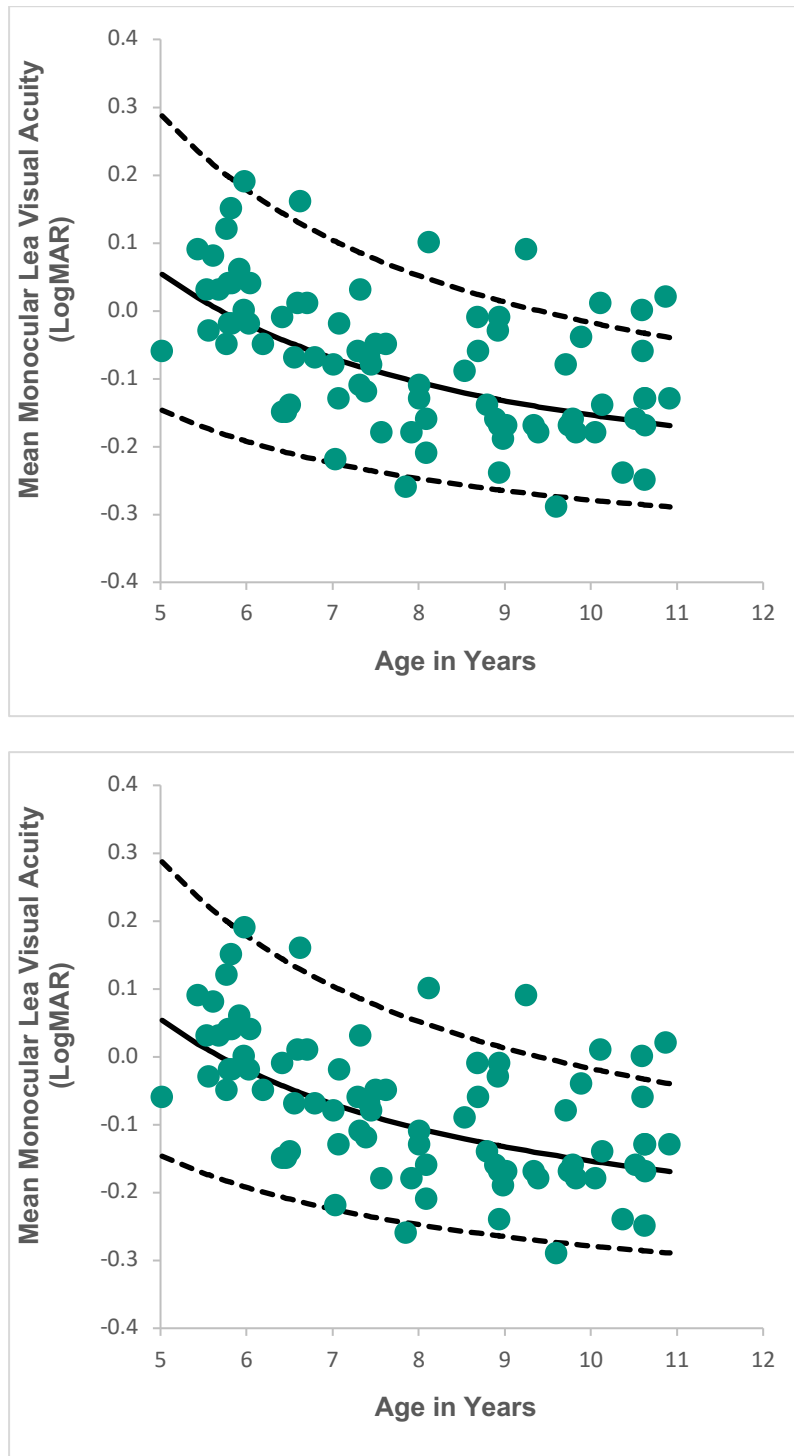 Mean Monocular Lea Visual Acuity
(LogMAR)
0.4
0.3
0.2
0.1
0.0
-0.1
-0.2
-0.3
-0.4
5 6 7 8 9 10 11 12
Age in Years
Mean Monocular Lea Visual Acuity
(LogMAR)
0.4
0.3
0.2
0.1
0.0
-0.1
-0.2
-0.3
-0.4
5 6 7 8 9 10 11 12
Age in Years